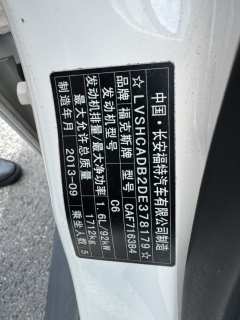 中国·长安福特汽车有限公司制造
☆LVSHCADB2DE378179☆
品牌 福克斯牌 型号 CAF7163B4
发动机型号 C6
发动机排量/最大净功率 1.6L/92kW
最大允许总质量 1712kg 乘坐人数 5
制造年月 2013-09